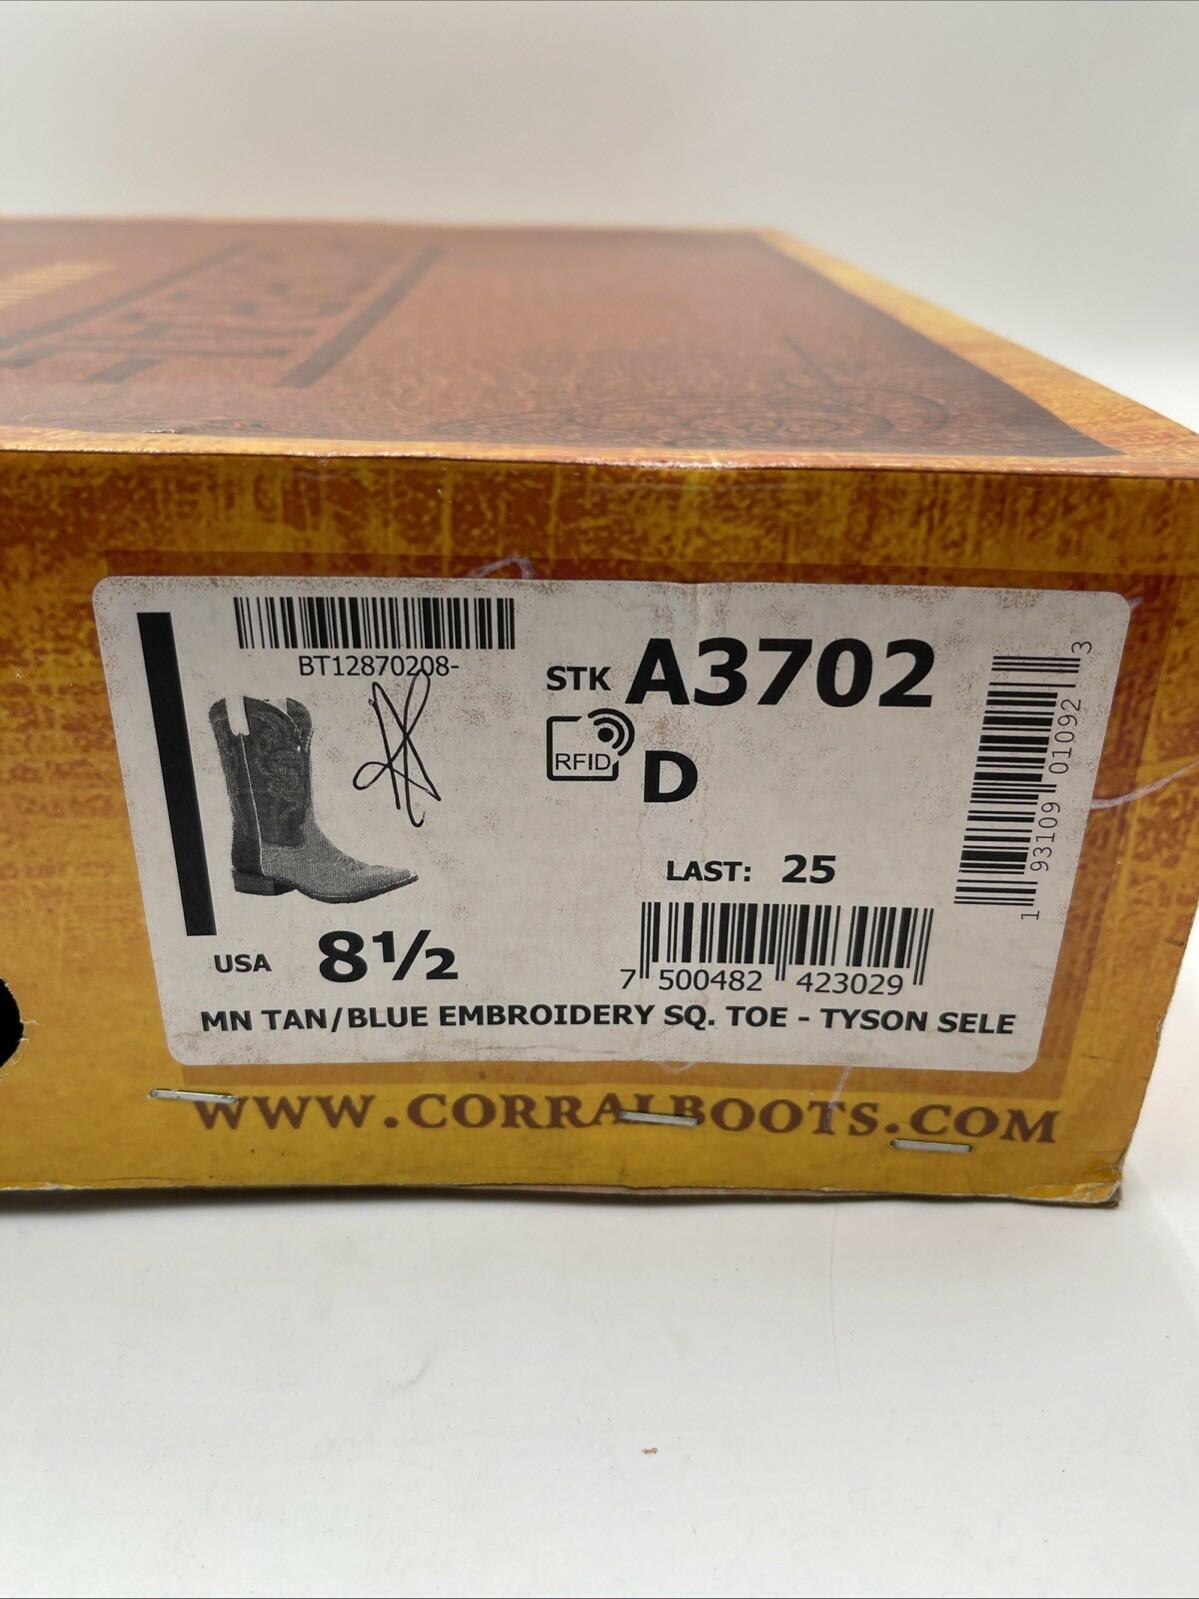 BT12870208-
STK A3702
RFID
D
LAST: 25
1 93109 01092 3
USA 8½
7 500482 423029
MN TAN/BLUE EMBROIDERY SQ. TOE - TYSON SELE
WWW.CORRALBOOTS.COM